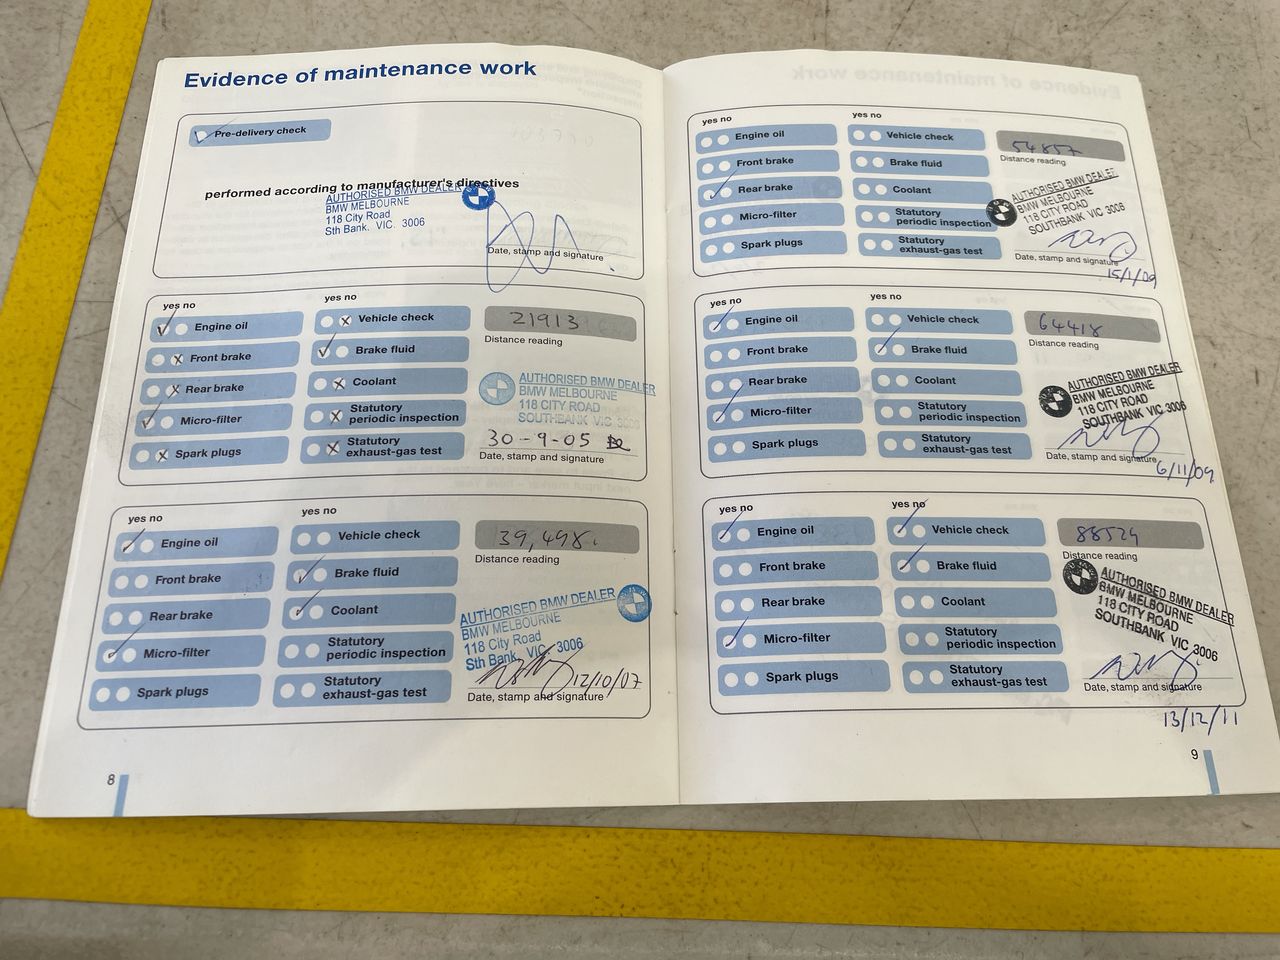 Evidence of maintenance work
Pre-delivery check
performed according to manufacturer's directives
AUTHORISED BMW DEALER
BMW MELBOURNE
118 City Road
Sth Bank. VIC. 3006
Date, stamp and signature
yes no
yes no
Engine oil
Vehicle check
21913
Front brake
Brake fluid
Distance reading
Rear brake
Coolant
AUTHORISED BMW DEALER
BMW MELBOURNE
118 CITY ROAD
SOUTHBANK VIC 3006
Micro-filter
Statutory
periodic inspection
Spark plugs
Statutory
exhaust-gas test
30-9-05
Date, stamp and signature
yes no
yes no
Engine oil
Vehicle check
39,498
Front brake
Brake fluid
Distance reading
Rear brake
Coolant
AUTHORISED BMW DEALER
BMW MELBOURNE
118 City Road
Sth Bank. VIC. 3006
Micro-filter
Statutory
periodic inspection
Spark plugs
Statutory
exhaust-gas test
12/10/07
Date, stamp and signature
8
yes no
yes no
Engine oil
Vehicle check
54857
Front brake
Brake fluid
Distance reading
Rear brake
Coolant
AUTHORISED BMW DEALER
BMW MELBOURNE
118 CITY ROAD
SOUTHBANK VIC 3006
Micro-filter
Statutory
periodic inspection
Spark plugs
Statutory
exhaust-gas test
Date, stamp and signature
15/1/09
yes no
yes no
Engine oil
Vehicle check
64418
Front brake
Brake fluid
Distance reading
Rear brake
Coolant
AUTHORISED BMW DEALER
BMW MELBOURNE
118 CITY ROAD
SOUTHBANK VIC 3006
Micro-filter
Statutory
periodic inspection
Spark plugs
Statutory
exhaust-gas test
Date, stamp and signature
6/11/09
yes no
yes no
Engine oil
Vehicle check
88529
Front brake
Brake fluid
Distance reading
Rear brake
Coolant
AUTHORISED BMW DEALER
BMW MELBOURNE
118 CITY ROAD
SOUTHBANK VIC 3006
Micro-filter
Statutory
periodic inspection
Spark plugs
Statutory
exhaust-gas test
Date, stamp and signature
13/12/11
9